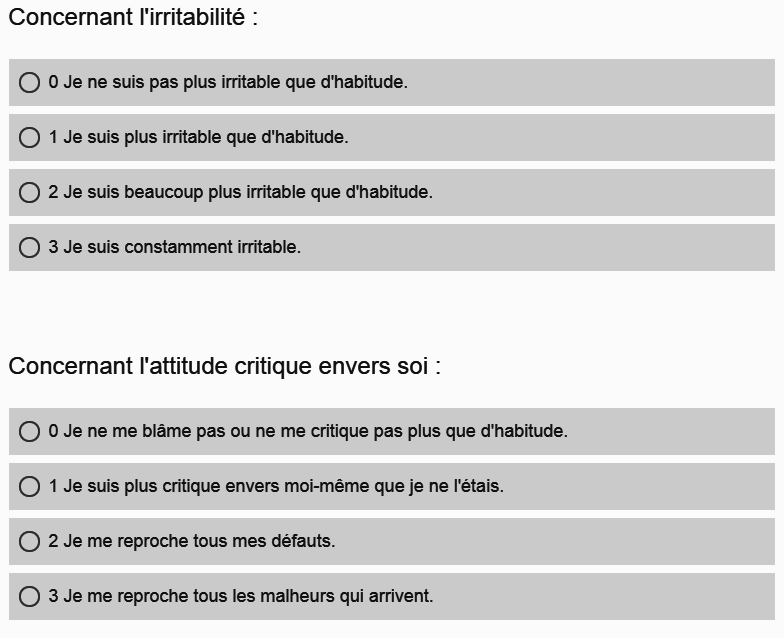 Concernant l'irritabilité :
0 Je ne suis pas plus irritable que d'habitude.
1 Je suis plus irritable que d'habitude.
2 Je suis beaucoup plus irritable que d'habitude.
3 Je suis constamment irritable.
Concernant l'attitude critique envers soi :
0 Je ne me blâme pas ou ne me critique pas plus que d'habitude.
1 Je suis plus critique envers moi-même que je ne l'étais.
2 Je me reproche tous mes défauts.
3 Je me reproche tous les malheurs qui arrivent.